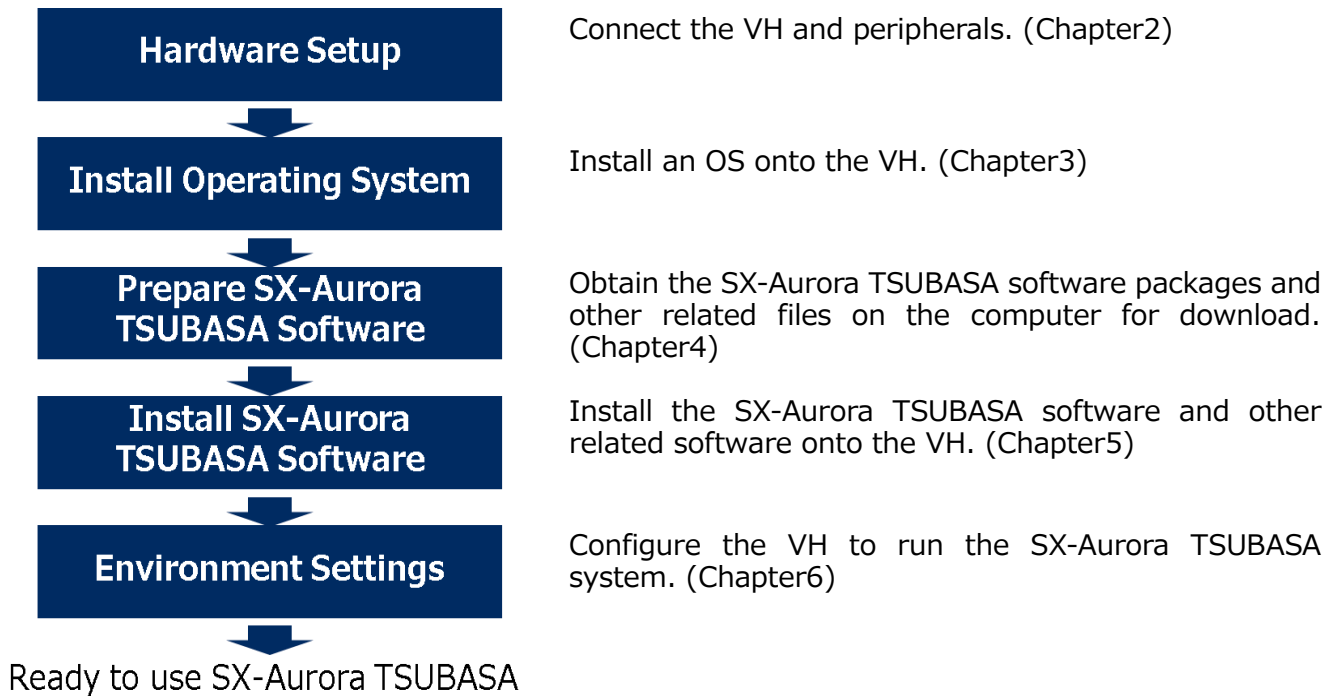 Hardware Setup
Connect the VH and peripherals. (Chapter2)
Install Operating System
Install an OS onto the VH. (Chapter3)
Prepare SX-Aurora
TSUBASA Software
Obtain the SX-Aurora TSUBASA software packages and
other related files on the computer for download.
(Chapter4)
Install SX-Aurora
TSUBASA Software
Install the SX-Aurora TSUBASA software and other
related software onto the VH. (Chapter5)
Environment Settings
Configure the VH to run the SX-Aurora TSUBASA
system. (Chapter6)
Ready to use SX-Aurora TSUBASA